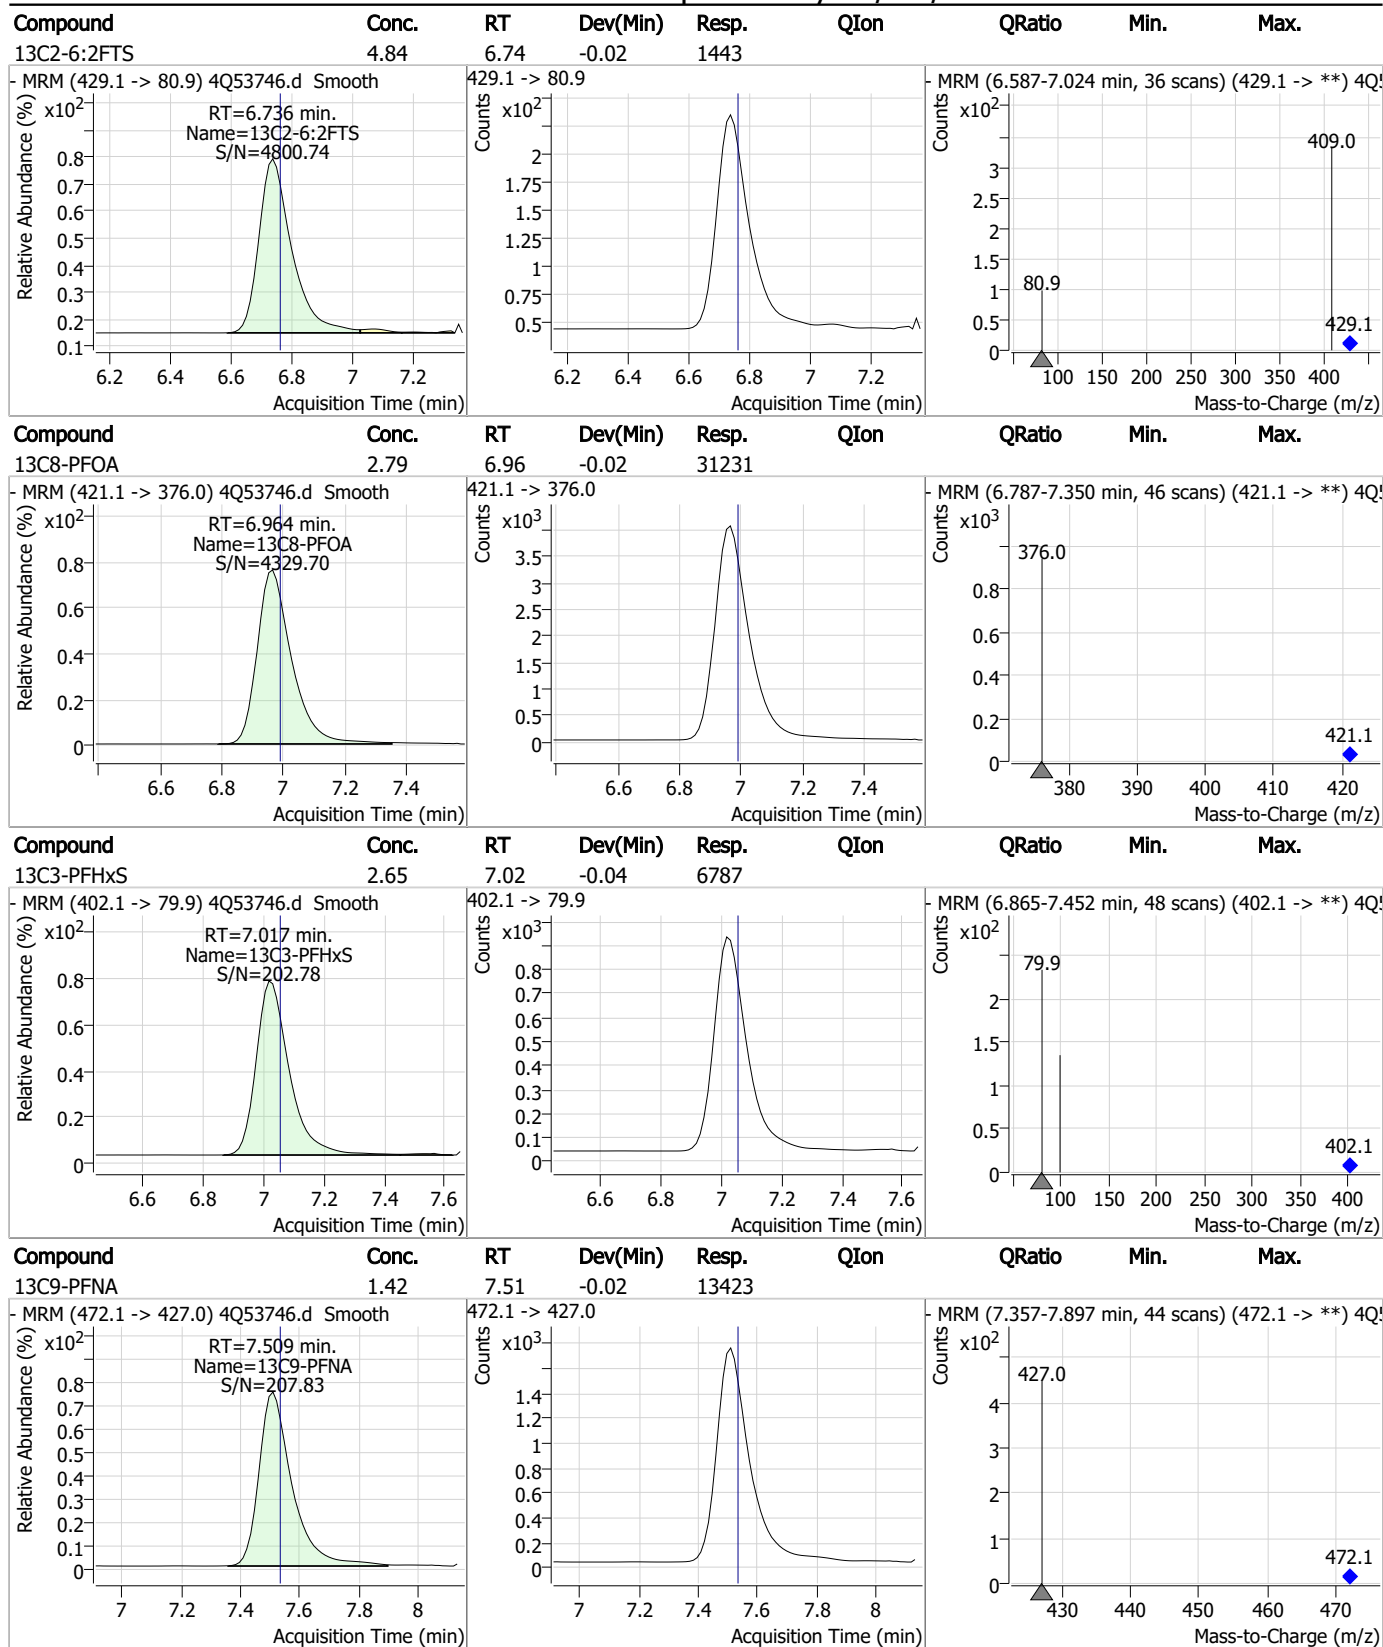 Compound Conc. RT Dev(Min) Resp. QIon QRatio Min. Max.
13C2-6:2FTS 4.84 6.74 -0.02 1443
- MRM (429.1 -> 80.9) 4Q53746.d Smooth
429.1 -> 80.9
- MRM (6.587-7.024 min, 36 scans) (429.1 -> **) 4Q5
Relative Abundance (%)
x10²
RT=6.736 min.
Name=13C2-6:2FTS
S/N=4800.74
0.8
0.7
0.6
0.5
0.4
0.3
0.2
0.1
6.2 6.4 6.6 6.8 7 7.2
Acquisition Time (min)
Counts
x10²
2
1.75
1.5
1.25
1
0.75
0.5
6.2 6.4 6.6 6.8 7 7.2
Acquisition Time (min)
Counts
x10²
409.0
3
2.5
2
1.5
80.9
1
0.5
429.1
0
100 150 200 250 300 350 400
Mass-to-Charge (m/z)
Compound Conc. RT Dev(Min) Resp. QIon QRatio Min. Max.
13C8-PFOA 2.79 6.96 -0.02 31231
- MRM (421.1 -> 376.0) 4Q53746.d Smooth
421.1 -> 376.0
- MRM (6.787-7.350 min, 46 scans) (421.1 -> **) 4Q5
Relative Abundance (%)
x10²
RT=6.964 min.
Name=13C8-PFOA
S/N=4329.70
0.8
0.6
0.4
0.2
0
6.6 6.8 7 7.2 7.4
Acquisition Time (min)
Counts
x10³
3.5
3
2.5
2
1.5
1
0.5
0
6.6 6.8 7 7.2 7.4
Acquisition Time (min)
Counts
x10³
376.0
0.8
0.6
0.4
0.2
421.1
0
380 390 400 410 420
Mass-to-Charge (m/z)
Compound Conc. RT Dev(Min) Resp. QIon QRatio Min. Max.
13C3-PFHxS 2.65 7.02 -0.04 6787
- MRM (402.1 -> 79.9) 4Q53746.d Smooth
402.1 -> 79.9
- MRM (6.865-7.452 min, 48 scans) (402.1 -> **) 4Q5
Relative Abundance (%)
x10²
RT=7.017 min.
Name=13C3-PFHxS
S/N=202.78
0.8
0.6
0.4
0.2
0
6.6 6.8 7 7.2 7.4 7.6
Acquisition Time (min)
Counts
x10³
0.8
0.7
0.6
0.5
0.4
0.3
0.2
0.1
0
6.6 6.8 7 7.2 7.4 7.6
Acquisition Time (min)
Counts
x10²
79.9
2
1.5
1
0.5
402.1
0
100 150 200 250 300 350 400
Mass-to-Charge (m/z)
Compound Conc. RT Dev(Min) Resp. QIon QRatio Min. Max.
13C9-PFNA 1.42 7.51 -0.02 13423
- MRM (472.1 -> 427.0) 4Q53746.d Smooth
472.1 -> 427.0
- MRM (7.357-7.897 min, 44 scans) (472.1 -> **) 4Q5
Relative Abundance (%)
x10²
RT=7.509 min.
Name=13C9-PFNA
S/N=207.83
0.8
0.7
0.6
0.5
0.4
0.3
0.2
0.1
0
7 7.2 7.4 7.6 7.8 8
Acquisition Time (min)
Counts
x10³
1.4
1.2
1
0.8
0.6
0.4
0.2
0
7 7.2 7.4 7.6 7.8 8
Acquisition Time (min)
Counts
x10²
427.0
4
3
2
1
472.1
0
430 440 450 460 470
Mass-to-Charge (m/z)